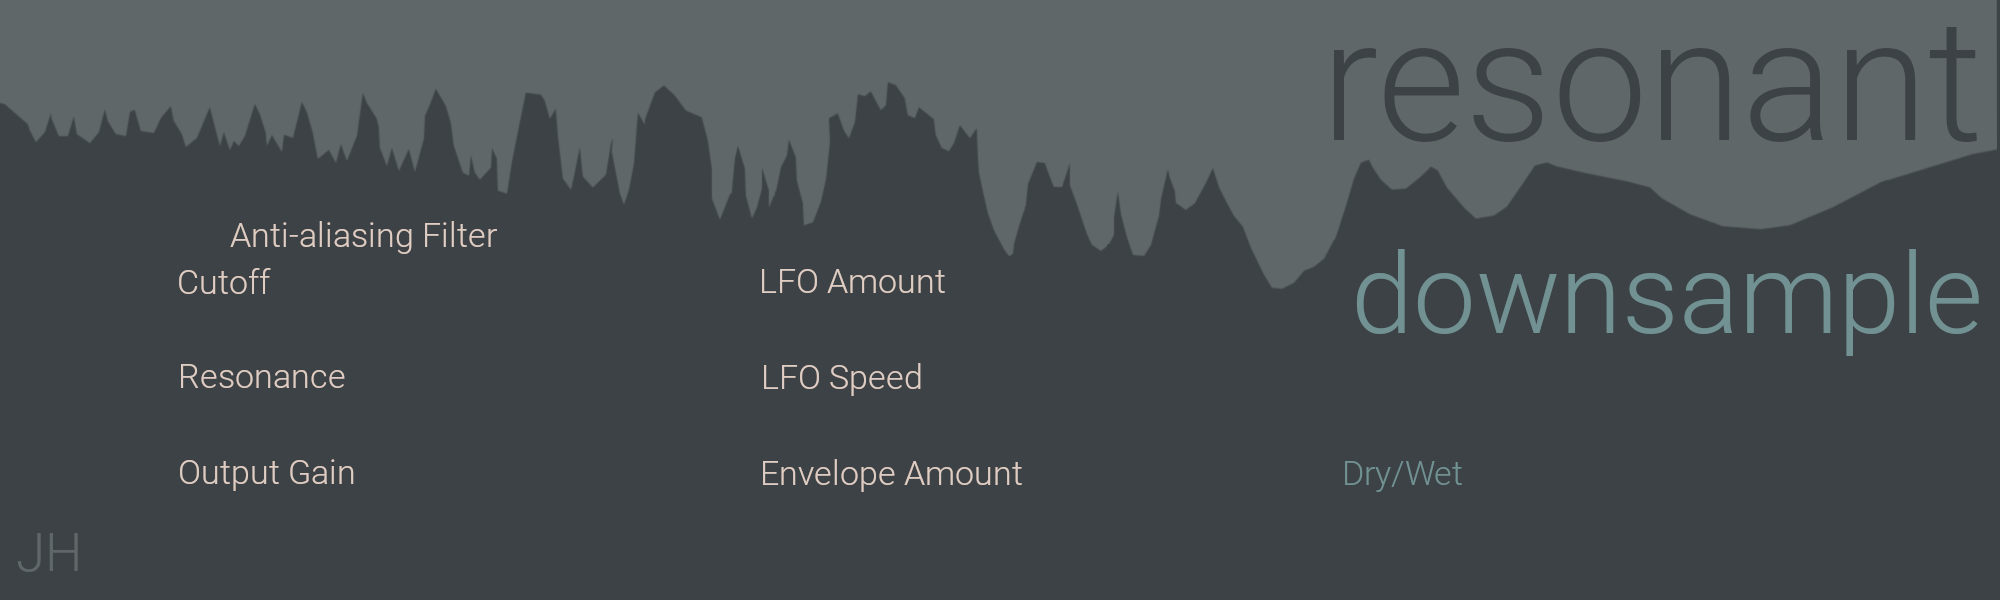 resonant
downsample
Anti-aliasing Filter
Cutoff
LFO Amount
Resonance
LFO Speed
Output Gain
Envelope Amount
Dry/Wet
JH